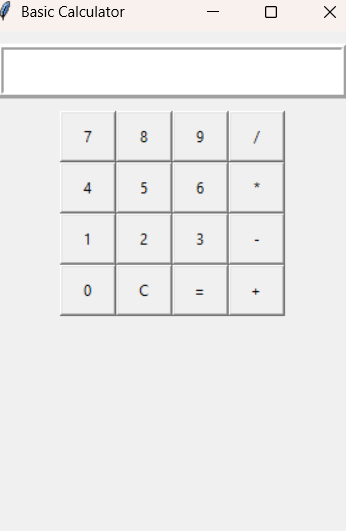 Basic Calculator
7 8 9 /
4 5 6 *
1 2 3 -
0 C = +